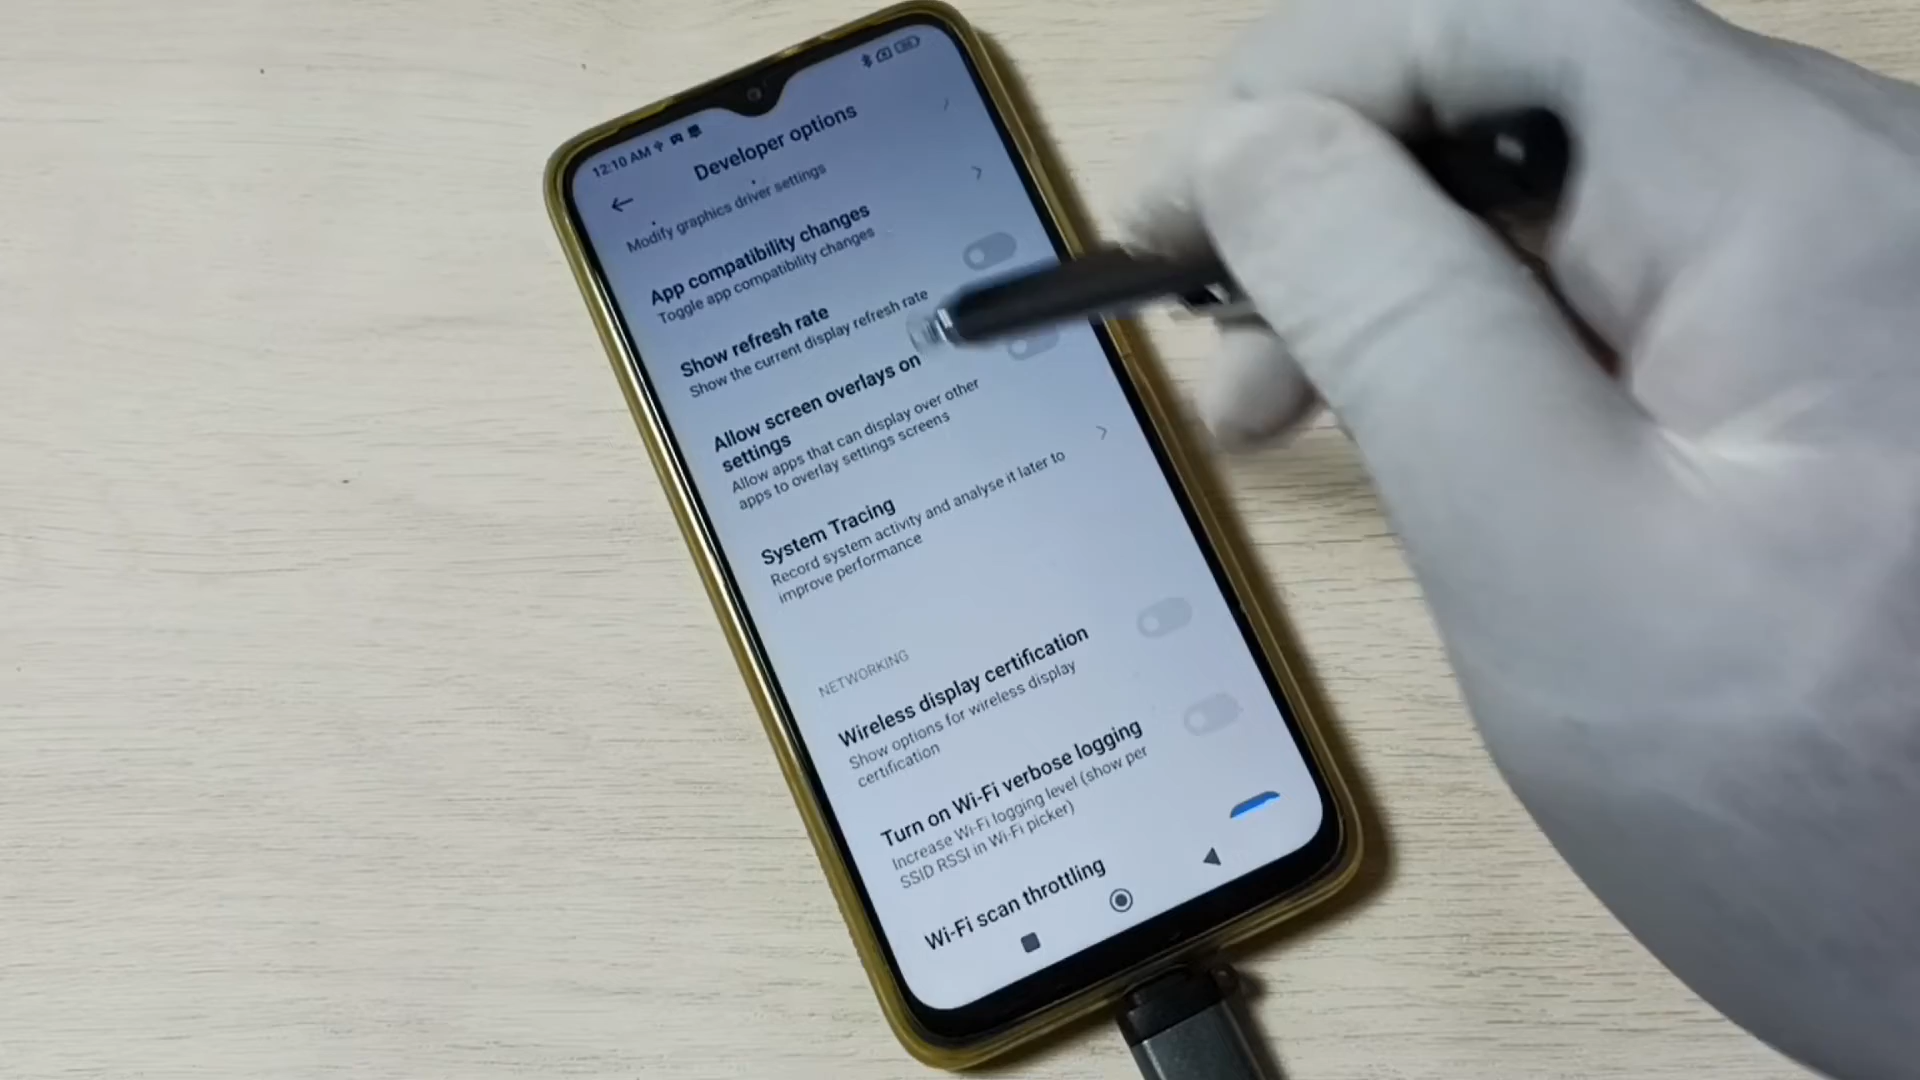 12:10 AM
Developer options
Modify graphics driver settings
App compatibility changes
Toggle app compatibility changes
Show refresh rate
Show the current display refresh rate
Allow screen overlays on
settings
Allow apps that can display over other
apps to overlay settings screens
System Tracing
Record system activity and analyse it later to
improve performance
NETWORKING
Wireless display certification
Show options for wireless display
certification
Turn on Wi-Fi verbose logging
Increase Wi-Fi logging level (show per
SSID RSSI in Wi-Fi picker)
Wi-Fi scan throttling